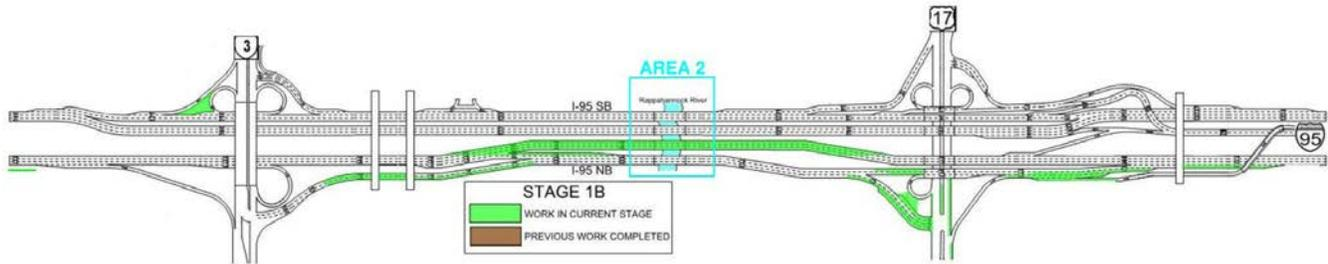 17
3
AREA 2
Rappahannock River
I-95 SB
95
I-95 NB
STAGE 1B
WORK IN CURRENT STAGE
PREVIOUS WORK COMPLETED